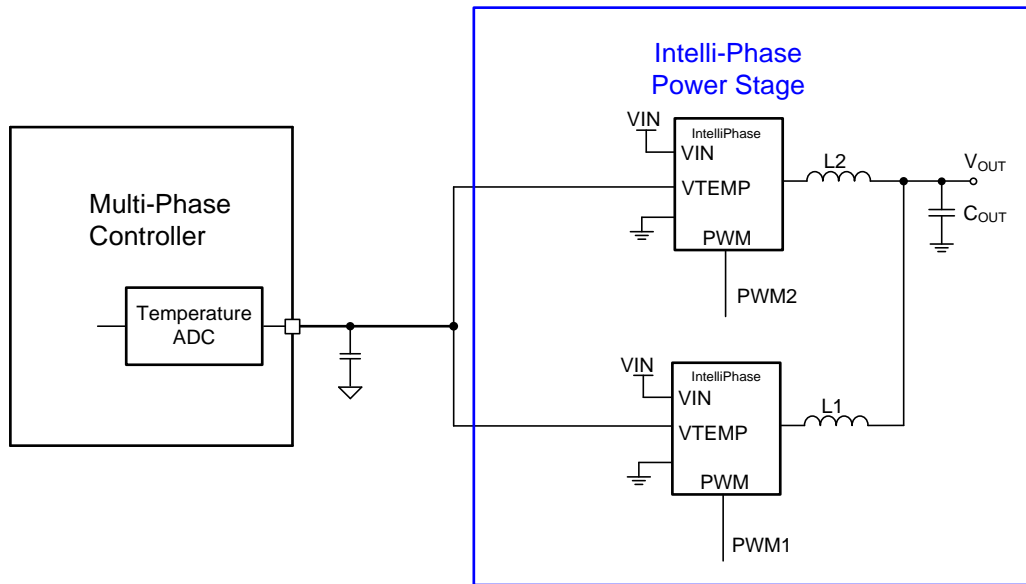 Intelli-Phase
Power Stage
Multi-Phase
Controller
Temperature
ADC
VIN
IntelliPhase
VIN
VTEMP
PWM
PWM2
L2
VOUT
COUT
VIN
IntelliPhase
VIN
VTEMP
PWM
PWM1
L1